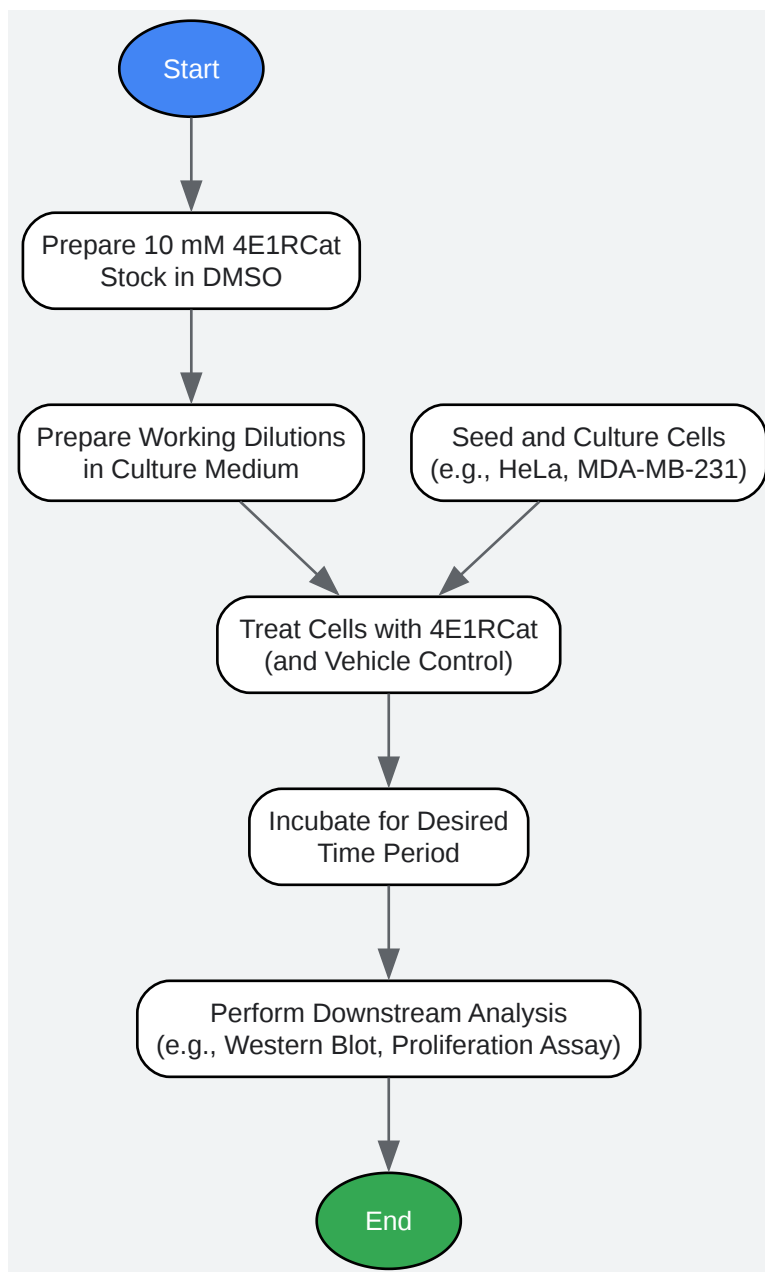 Start
Prepare 10 mM 4E1RCat
Stock in DMSO
Prepare Working Dilutions
in Culture Medium
Seed and Culture Cells
(e.g., HeLa, MDA-MB-231)
Treat Cells with 4E1RCat
(and Vehicle Control)
Incubate for Desired
Time Period
Perform Downstream Analysis
(e.g., Western Blot, Proliferation Assay)
End